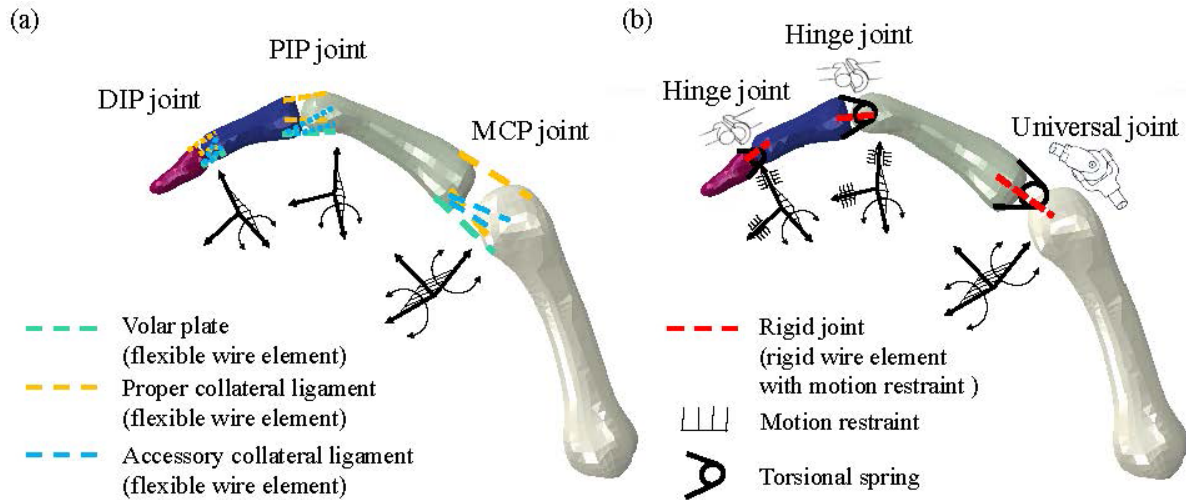 (a)
PIP joint
DIP joint
MCP joint
Volar plate
(flexible wire element)
Proper collateral ligament
(flexible wire element)
Accessory collateral ligament
(flexible wire element)
(b)
Hinge joint
Hinge joint
Universal joint
Rigid joint
(rigid wire element
with motion restraint )
Motion restraint
Torsional spring